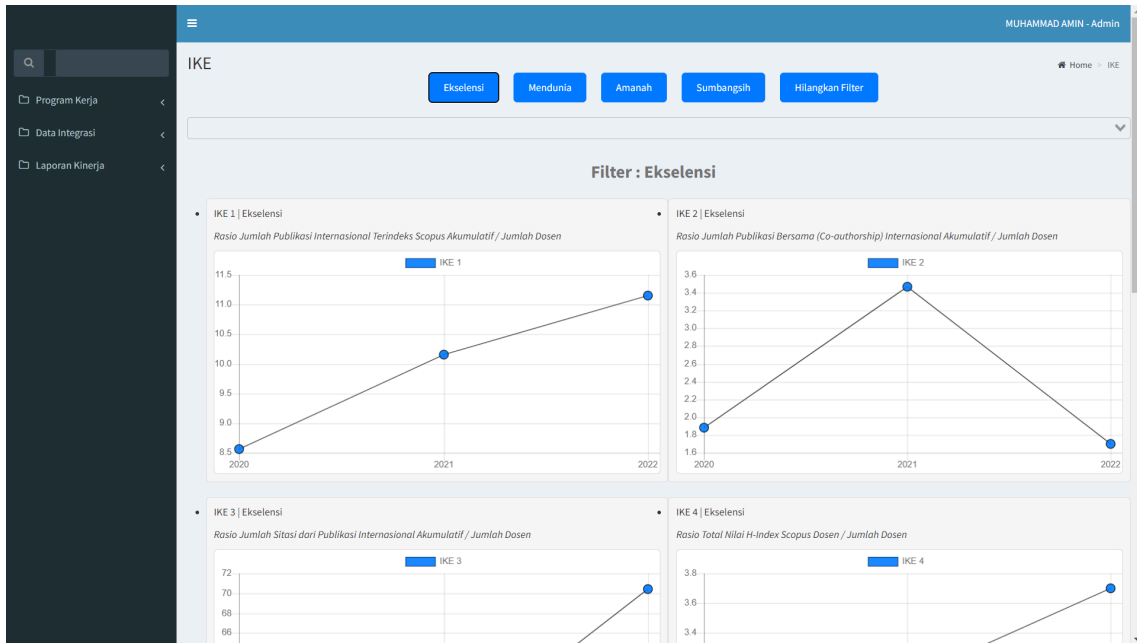 MUHAMMAD AMIN - Admin
IKE
Home > IKE
Ekselensi
Mendunia
Amanah
Sumbangsih
Hilangkan Filter
Program Kerja
Data Integrasi
Laporan Kinerja
Filter : Ekselensi
IKE 1 | Ekselensi
Rasio Jumlah Publikasi Internasional Terindeks Scopus Akumulatif / Jumlah Dosen
IKE 1
11.5
11.0
10.5
10.0
9.5
9.0
8.5
2020
2021
2022
IKE 2 | Ekselensi
Rasio Jumlah Publikasi Bersama (Co-authorship) Internasional Akumulatif / Jumlah Dosen
IKE 2
3.6
3.4
3.2
3.0
2.8
2.6
2.4
2.2
2.0
1.8
1.6
2020
2021
2022
IKE 3 | Ekselensi
Rasio Jumlah Sitasi dari Publikasi Internasional Akumulatif / Jumlah Dosen
IKE 3
72
70
68
66
IKE 4 | Ekselensi
Rasio Total Nilai H-Index Scopus Dosen / Jumlah Dosen
IKE 4
3.8
3.6
3.4